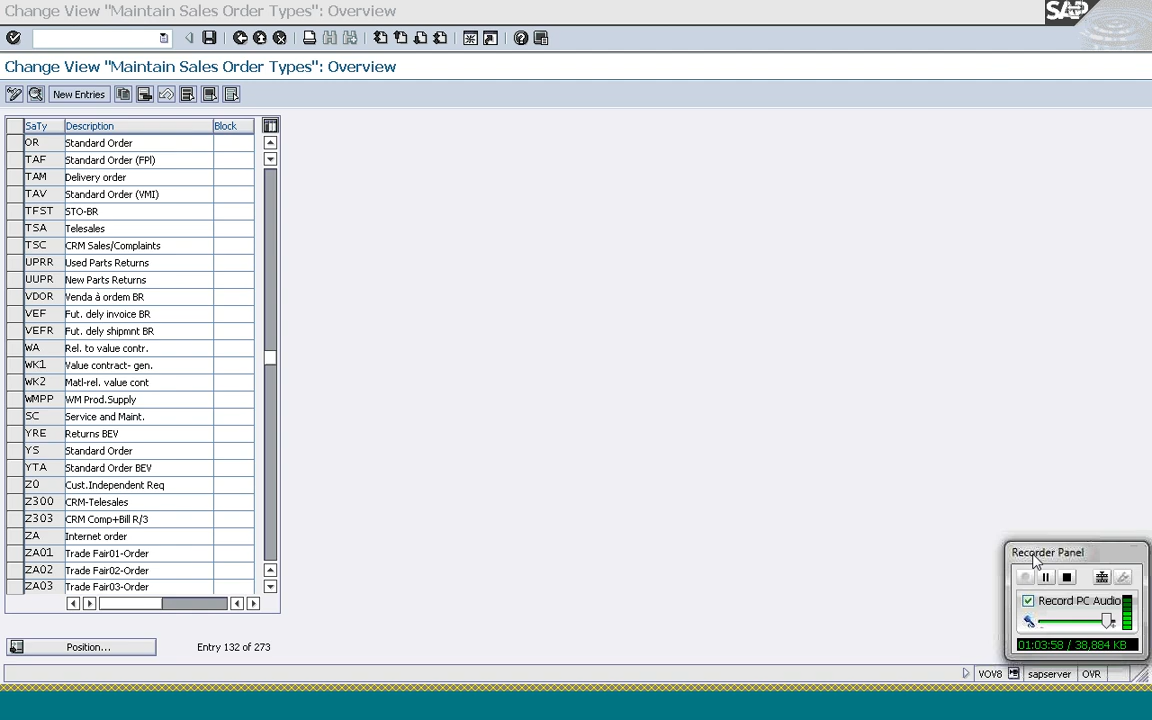 Change View "Maintain Sales Order Types": Overview
SAP
Change View "Maintain Sales Order Types": Overview
New Entries
SaTy Description Block
OR Standard Order
TAF Standard Order (FPl)
TAM Delivery order
TAV Standard Order (VMI)
TFST STO-BR
TSA Telesales
TSC CRM Sales/Complaints
UPRR Used Parts Returns
UUPR New Parts Returns
VDOR Venda à ordem BR
VEF Fut. dely invoice BR
VEFR Fut. dely shipmnt BR
WA Rel. to value contr.
WK1 Value contract- gen.
WK2 Matl-rel. value cont
WMPP WM Prod.Supply
SC Service and Maint.
YRE Returns BEV
YS Standard Order
YTA Standard Order BEV
Z0 Cust.Independent Req
Z300 CRM-Telesales
Z303 CRM Comp+Bill R/3
ZA Internet order
ZA01 Trade Fair01-Order
ZA02 Trade Fair02-Order
ZA03 Trade Fair03-Order
Position... Entry 132 of 273
Recorder Panel
Record PC Audio
01:03:58 / 38,884 KB
VOV8 sapserver OVR